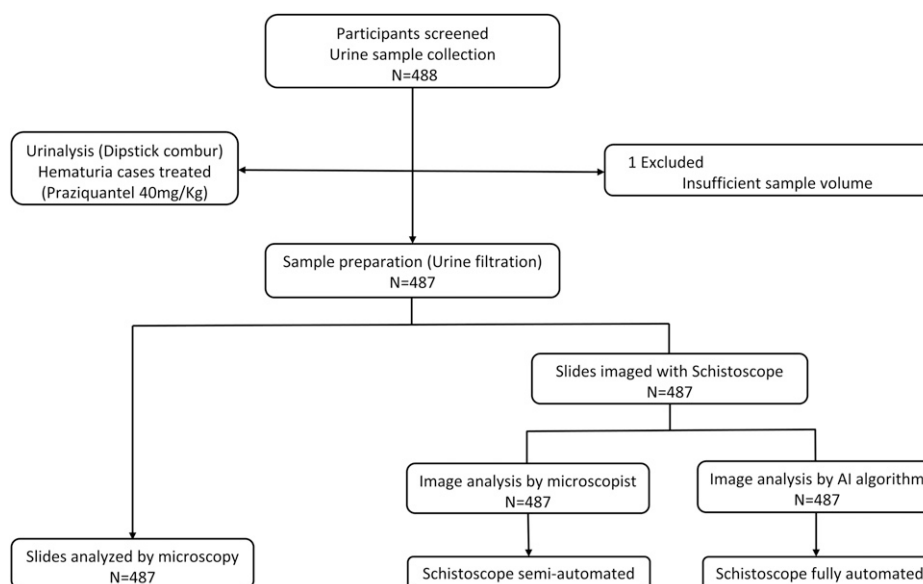 Participants screened
Urine sample collection
N=488
Urinalysis (Dipstick combur)
Hematuria cases treated
(Praziquantel 40mg/Kg)
1 Excluded
Insufficient sample volume
Sample preparation (Urine filtration)
N=487
Slides imaged with Schistoscope
N=487
Image analysis by microscopist
N=487
Image analysis by AI algorithm
N=487
Slides analyzed by microscopy
N=487
Schistoscope semi-automated
Schistoscope fully automated